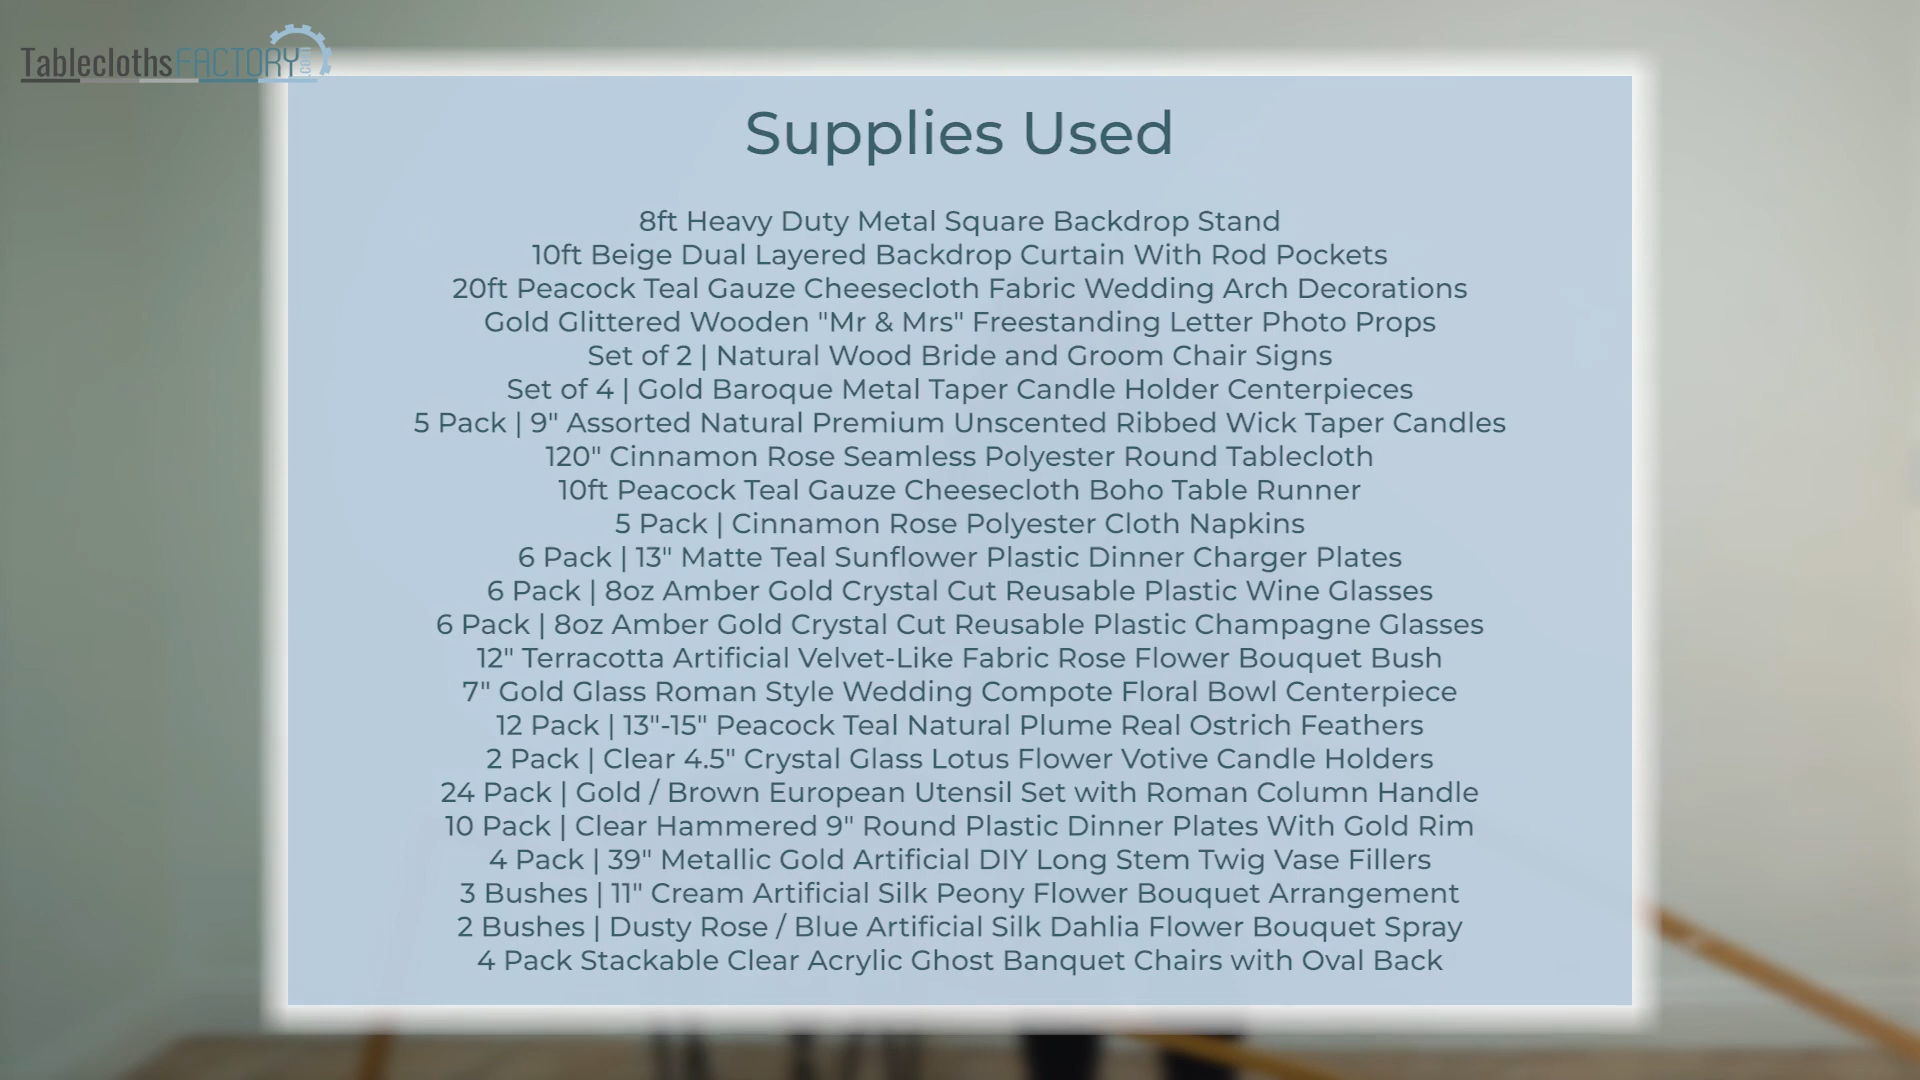 TableclothsFACTORY.com
Supplies Used
8ft Heavy Duty Metal Square Backdrop Stand
10ft Beige Dual Layered Backdrop Curtain With Rod Pockets
20ft Peacock Teal Gauze Cheesecloth Fabric Wedding Arch Decorations
Gold Glittered Wooden "Mr & Mrs" Freestanding Letter Photo Props
Set of 2 | Natural Wood Bride and Groom Chair Signs
Set of 4 | Gold Baroque Metal Taper Candle Holder Centerpieces
5 Pack | 9" Assorted Natural Premium Unscented Ribbed Wick Taper Candles
120" Cinnamon Rose Seamless Polyester Round Tablecloth
10ft Peacock Teal Gauze Cheesecloth Boho Table Runner
5 Pack | Cinnamon Rose Polyester Cloth Napkins
6 Pack | 13" Matte Teal Sunflower Plastic Dinner Charger Plates
6 Pack | 8oz Amber Gold Crystal Cut Reusable Plastic Wine Glasses
6 Pack | 8oz Amber Gold Crystal Cut Reusable Plastic Champagne Glasses
12" Terracotta Artificial Velvet-Like Fabric Rose Flower Bouquet Bush
7" Gold Glass Roman Style Wedding Compote Floral Bowl Centerpiece
12 Pack | 13"-15" Peacock Teal Natural Plume Real Ostrich Feathers
2 Pack | Clear 4.5" Crystal Glass Lotus Flower Votive Candle Holders
24 Pack | Gold / Brown European Utensil Set with Roman Column Handle
10 Pack | Clear Hammered 9" Round Plastic Dinner Plates With Gold Rim
4 Pack | 39" Metallic Gold Artificial DIY Long Stem Twig Vase Fillers
3 Bushes | 11" Cream Artificial Silk Peony Flower Bouquet Arrangement
2 Bushes | Dusty Rose / Blue Artificial Silk Dahlia Flower Bouquet Spray
4 Pack Stackable Clear Acrylic Ghost Banquet Chairs with Oval Back